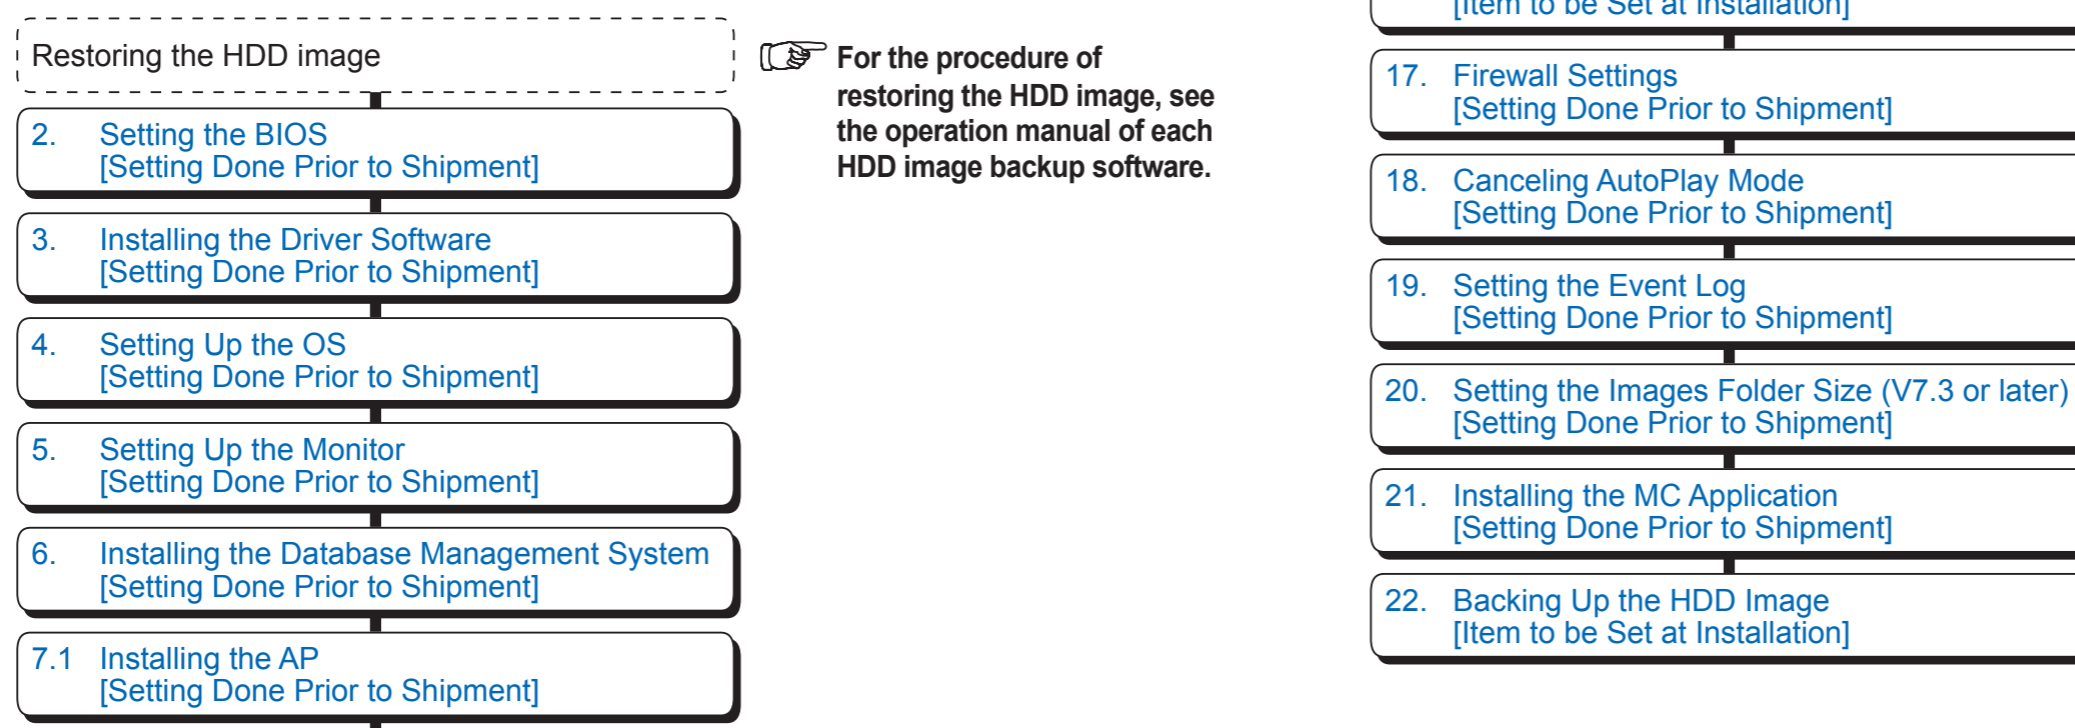 Restoring the HDD image
2. Setting the BIOS
[Setting Done Prior to Shipment]
3. Installing the Driver Software
[Setting Done Prior to Shipment]
4. Setting Up the OS
[Setting Done Prior to Shipment]
5. Setting Up the Monitor
[Setting Done Prior to Shipment]
6. Installing the Database Management System
[Setting Done Prior to Shipment]
7.1 Installing the AP
[Setting Done Prior to Shipment]
For the procedure of
restoring the HDD image, see
the operation manual of each
HDD image backup software.
[Item to be Set at Installation]
17. Firewall Settings
[Setting Done Prior to Shipment]
18. Canceling AutoPlay Mode
[Setting Done Prior to Shipment]
19. Setting the Event Log
[Setting Done Prior to Shipment]
20. Setting the Images Folder Size (V7.3 or later)
[Setting Done Prior to Shipment]
21. Installing the MC Application
[Setting Done Prior to Shipment]
22. Backing Up the HDD Image
[Item to be Set at Installation]